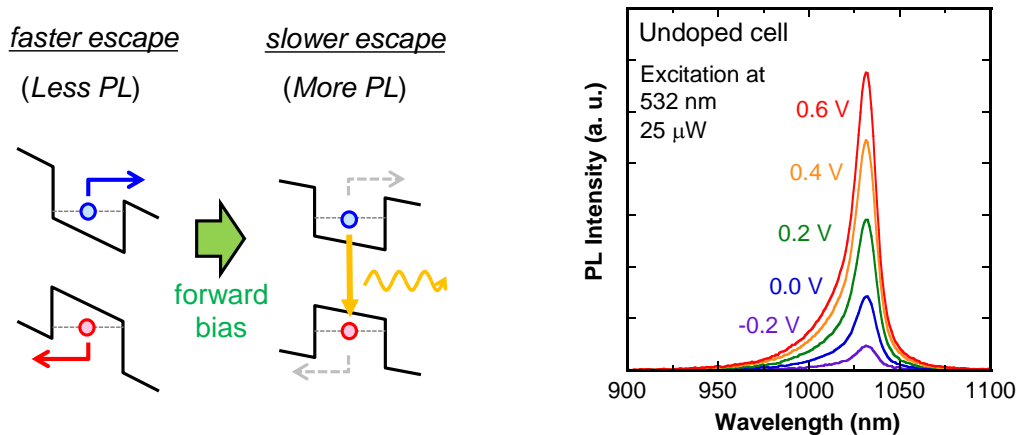 faster escape
(Less PL)
slower escape
(More PL)
forward
bias
Undoped cell
Excitation at
532 nm
25 μW
0.6 V
0.4 V
0.2 V
0.0 V
-0.2 V
PL Intensity (a. u.)
900
950
1000
1050
1100
Wavelength (nm)